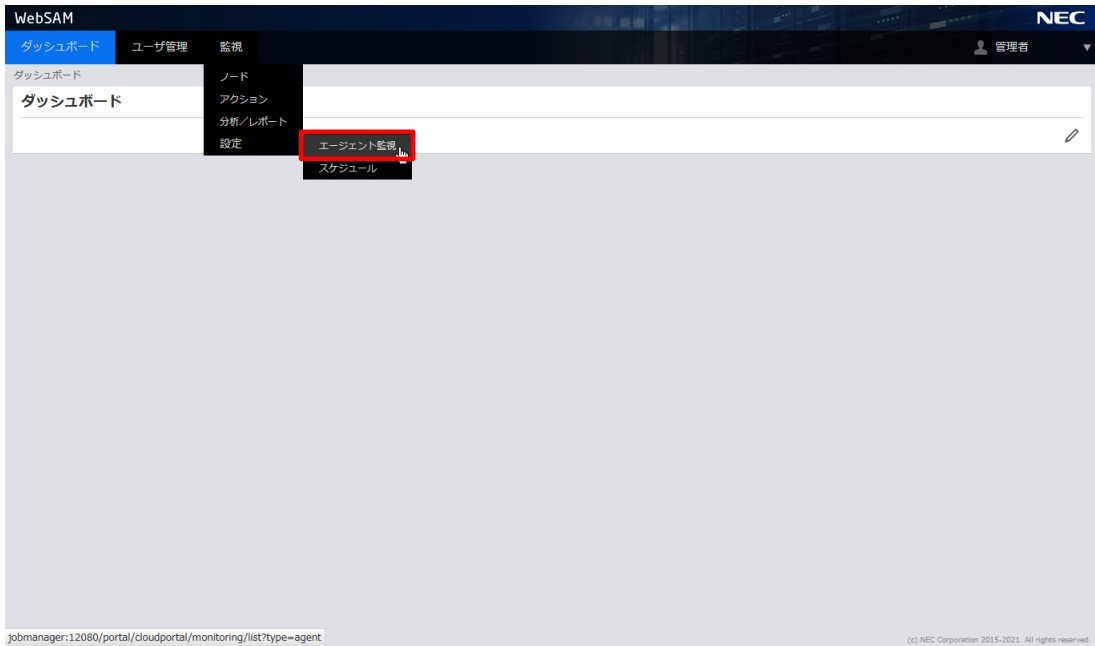 WebSAM
NEC
ダッシュボード ユーザ管理 監視 管理者 ▼
ダッシュボード
ダッシュボード
ノード
アクション
分析／レポート
設定
エージェント監視
スケジュール
jobmanager:12080/portal/cloudportal/monitoring/list?type=agent
(c) NEC Corporation 2015-2021. All rights reserved.